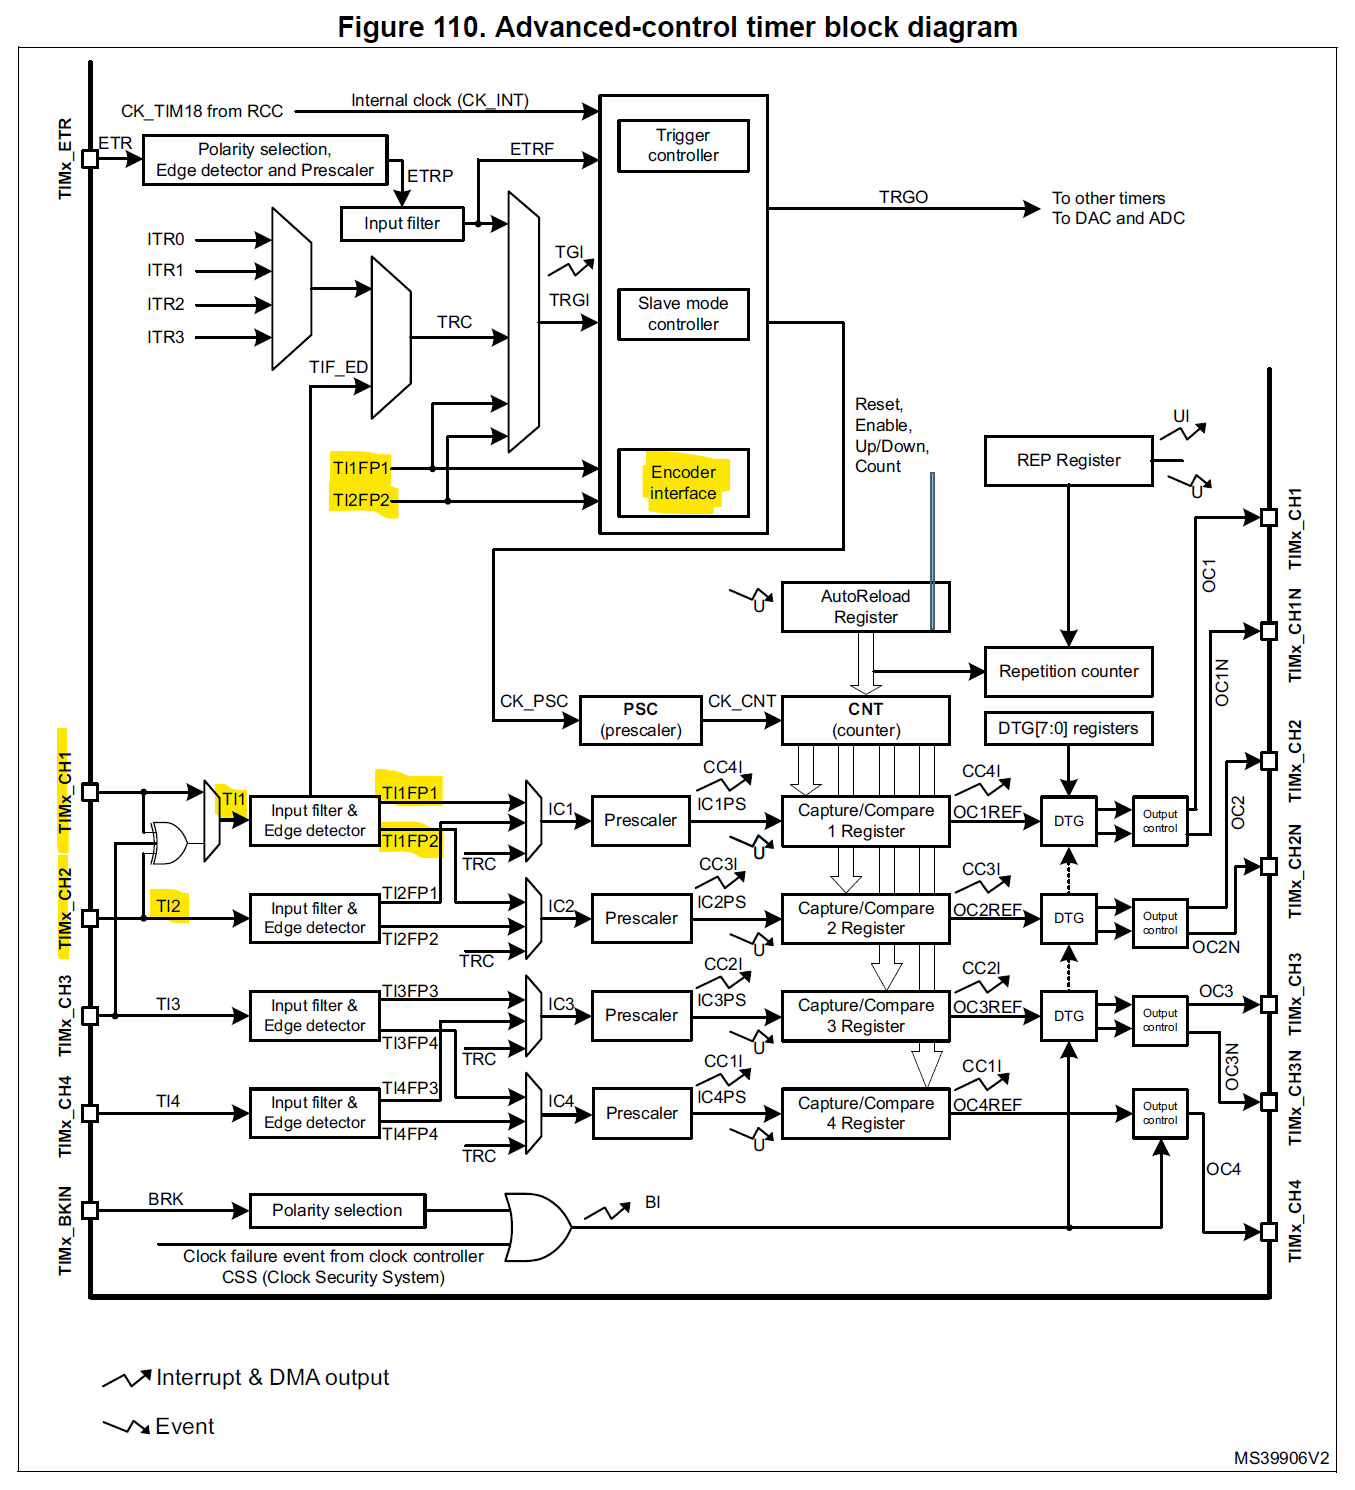 Figure 110. Advanced-control timer block diagram
CK_TIM18 from RCC
Internal clock (CK_INT)
TIMx_ETR
ETR
Polarity selection,
Edge detector and Prescaler
ETRP
Input filter
ETRF
Trigger
controller
TRGO
To other timers
To DAC and ADC
ITR0
ITR1
ITR2
ITR3
TGI
TRGI
TRC
Slave mode
controller
TIF_ED
Reset,
Enable,
Up/Down,
Count
TI1FP1
TI2FP2
Encoder
interface
REP Register
UI
U
U
AutoReload
Register
Repetition counter
CK_PSC
PSC
(prescaler)
CK_CNT
CNT
(counter)
DTG[7:0] registers
TIMx_CH1
TI1
Input filter &
Edge detector
TI1FP1
TI1FP2
TRC
IC1
Prescaler
CC4I
IC1PS
U
Capture/Compare
1 Register
CC4I
OC1REF
DTG
Output
control
OC1
TIMx_CH1
OC1N
TIMx_CH1N
TIMx_CH2
TI2
Input filter &
Edge detector
TI2FP1
TI2FP2
TRC
IC2
Prescaler
CC3I
IC2PS
U
Capture/Compare
2 Register
CC3I
OC2REF
DTG
Output
control
OC2
TIMx_CH2
OC2N
TIMx_CH2N
TIMx_CH3
TI3
Input filter &
Edge detector
TI3FP3
TI3FP4
TRC
IC3
Prescaler
CC2I
IC3PS
U
Capture/Compare
3 Register
CC2I
OC3REF
DTG
Output
control
OC3
TIMx_CH3
OC3N
TIMx_CH3N
TIMx_CH4
TI4
Input filter &
Edge detector
TI4FP3
TI4FP4
TRC
IC4
Prescaler
CC1I
IC4PS
U
Capture/Compare
4 Register
CC1I
OC4REF
Output
control
OC4
TIMx_CH4
TIMx_BKIN
BRK
Polarity selection
BI
Clock failure event from clock controller
CSS (Clock Security System)
Interrupt & DMA output
Event
MS39906V2